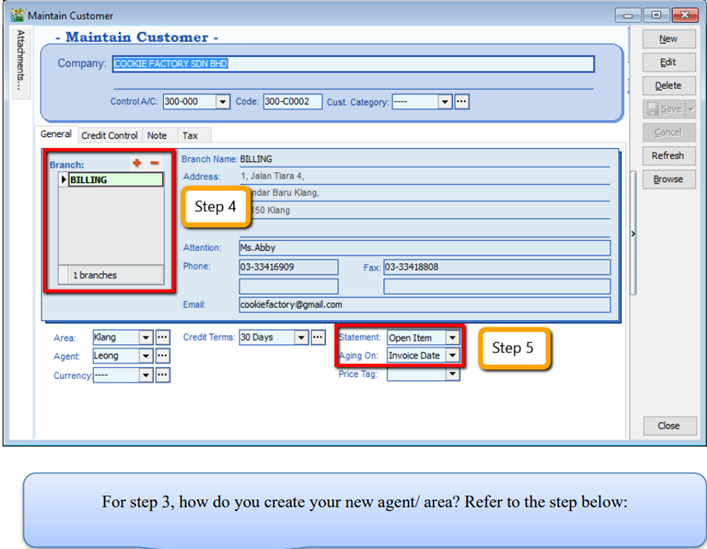 Maintain Customer
Attachments...
- Maintain Customer -
Company: COOKIE FACTORY SDN BHD
Control A/C: 300-000 Code: 300-C0002 Cust. Category: ----
General Credit Control Note Tax
Branch:
BILLING
1 branches
Branch Name: BILLING
Address: 1, Jalan Tiara 4,
ndar Baru Klang,
150 Klang
Step 4
Attention: Ms.Abby
Phone: 03-33416909 Fax: 03-33418808
Email: cookiefactory@gmail.com
Area: Klang Credit Terms: 30 Days Statement: Open Item
Agent: Leong Aging On: Invoice Date
Currency: ---- Price Tag:
Step 5
New
Edit
Delete
Save
Cancel
Refresh
Browse
Close
For step 3, how do you create your new agent/ area? Refer to the step below: